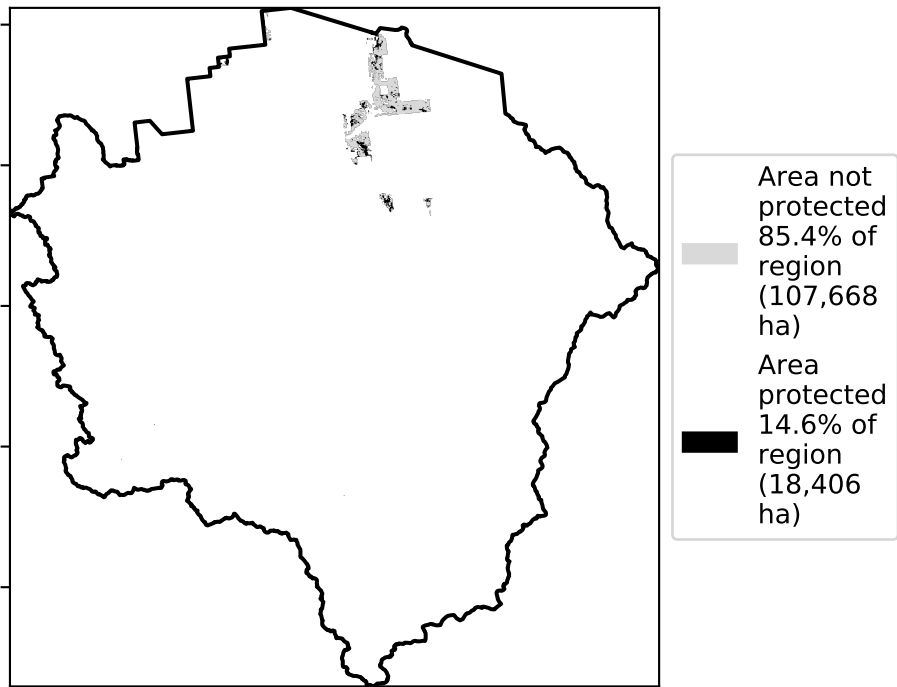 Area not
protected
85.4% of
region
(107,668
ha)
Area
protected
14.6% of
region
(18,406
ha)